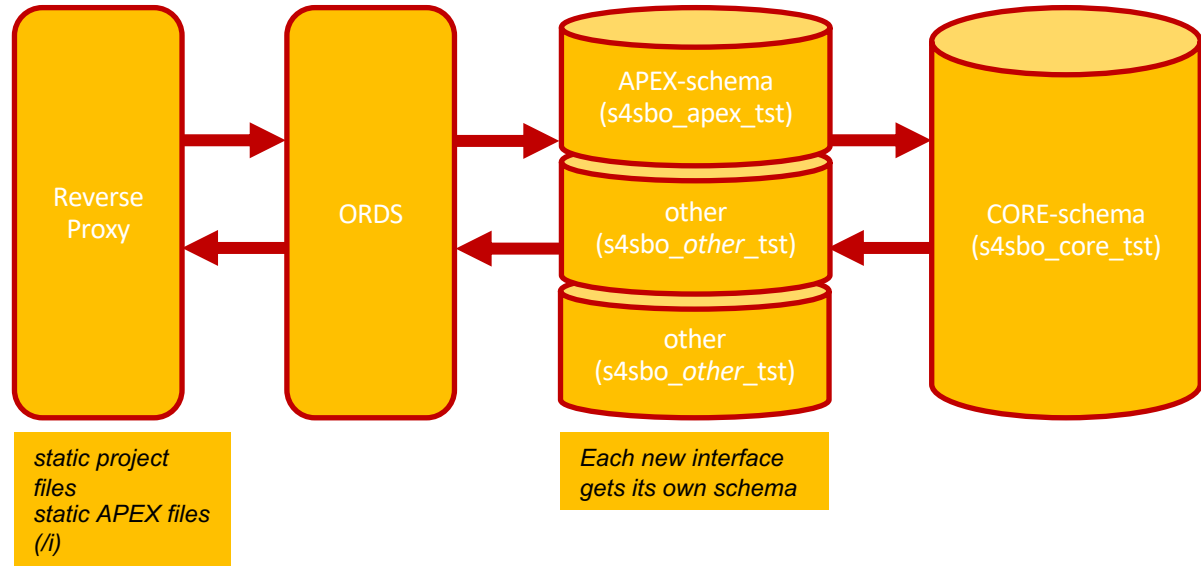 Reverse
Proxy
ORDS
APEX-schema
(s4sbo_apex_tst)
other
(s4sbo_other_tst)
other
(s4sbo_other_tst)
CORE-schema
(s4sbo_core_tst)
static project
files
static APEX files
(/i)
Each new interface
gets its own schema